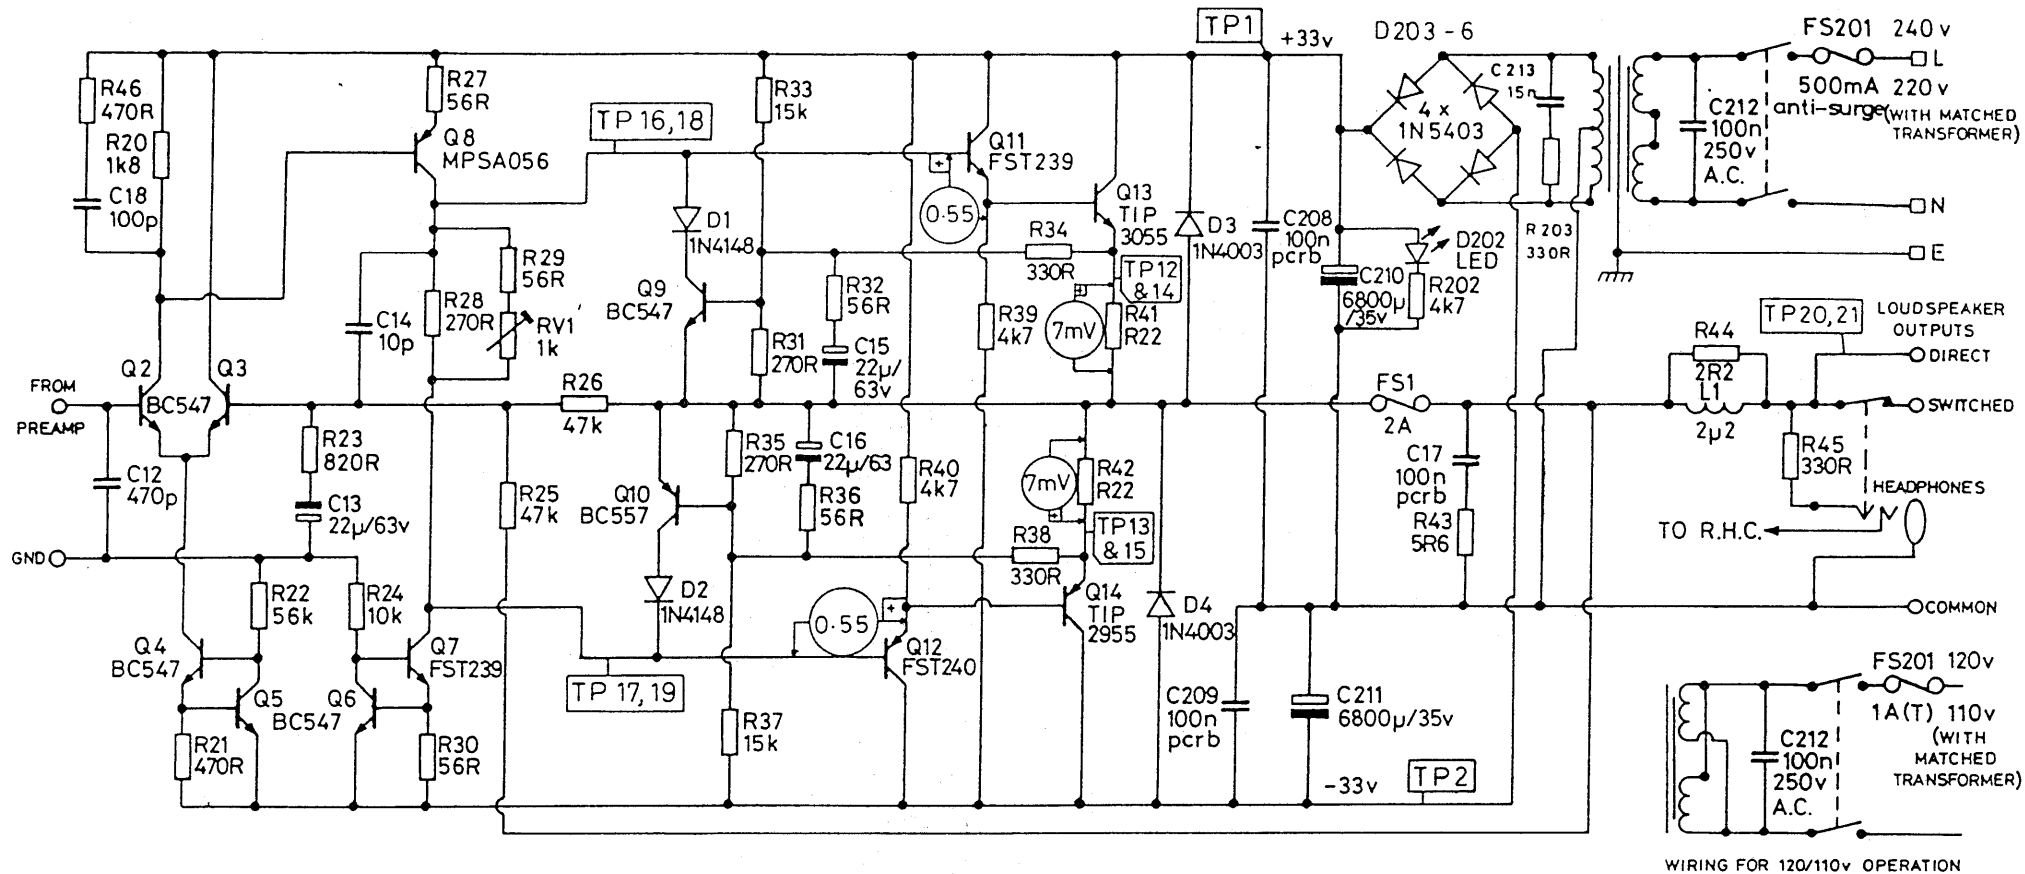 TP1
+33v
D203-6
FS201 240v
L
500mA 220v
anti-surge (WITH MATCHED
TRANSFORMER)
R46
470R
R20
1k8
C18
100p
R27
56R
Q8
MPSA056
TP 16,18
R33
15k
Q11
FST239
0.55
+
Q13
TIP
3055
D3
1N4003
C208
100n
pcrb
4 x
1N5403
C213
15n
R203
330R
C212
100n
250v
A.C.
N
E
D1
1N4148
R34
330R
TP12
&14
D202
LED
C210
6800µ
/35v
R202
4k7
R29
56R
R28
270R
RV1
1k
C14
10p
Q9
BC547
R32
56R
R31
270R
C15
22µ/
63v
R39
4k7
+
7mV
R41
R22
TP20,21
LOUDSPEAKER
OUTPUTS
DIRECT
R44
2R2
L1
2µ2
Q2
Q3
BC547
FROM
PREAMP
R26
47k
FS1
2A
SWITCHED
R23
820R
C12
470p
C13
22µ/63v
R25
47k
Q10
BC557
R35
270R
C16
22µ/63
R36
56R
R40
4k7
7mV
+
R42
R22
TP13
&15
R38
330R
C17
100n
pcrb
R43
5R6
R45
330R
HEADPHONES
TO R.H.C.
GND
R22
56k
R24
10k
D2
1N4148
0.55
+
Q14
TIP
2955
D4
1N4003
COMMON
Q4
BC547
Q5
BC547
Q6
Q7
FST239
Q12
FST240
TP 17,19
R21
470R
R30
56R
R37
15k
C209
100n
pcrb
C211
6800µ/35v
-33v
TP2
FS201 120v
1A(T) 110v
(WITH
MATCHED
TRANSFORMER)
C212
100n
250v
A.C.
WIRING FOR 120/110v OPERATION